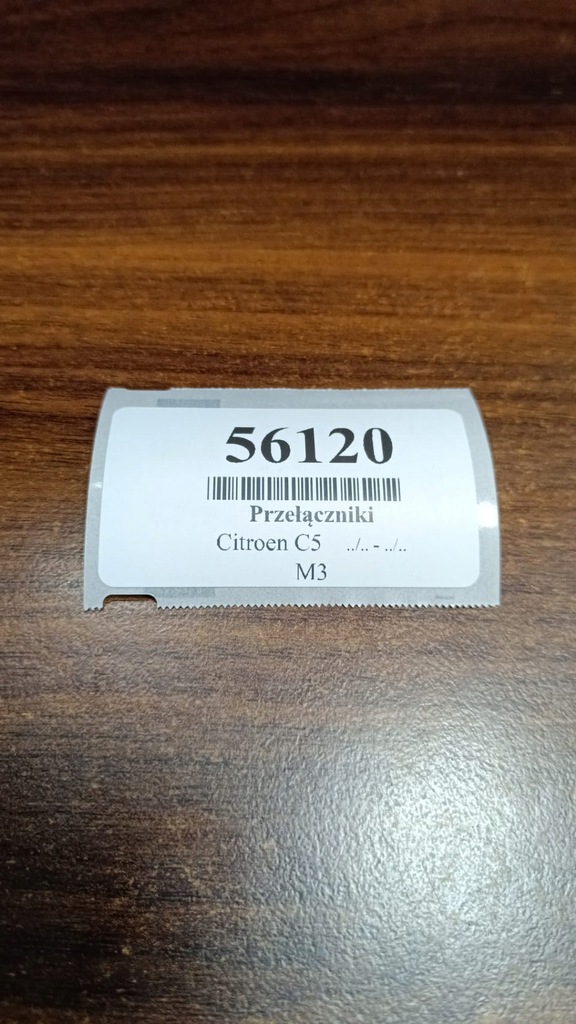 56120
Przełączniki
Citroen C5 ../.. - ../..
M3